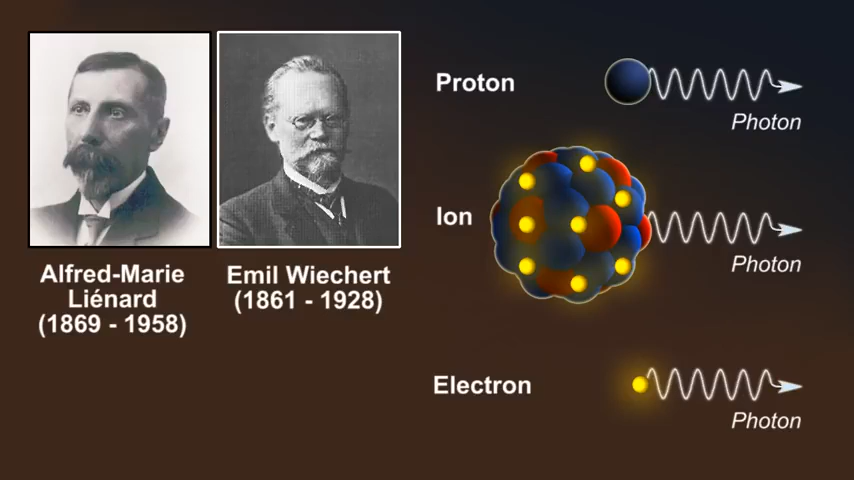 Alfred-Marie
Liénard
(1869 - 1958)
Emil Wiechert
(1861 - 1928)
Proton
Photon
Ion
Photon
Electron
Photon